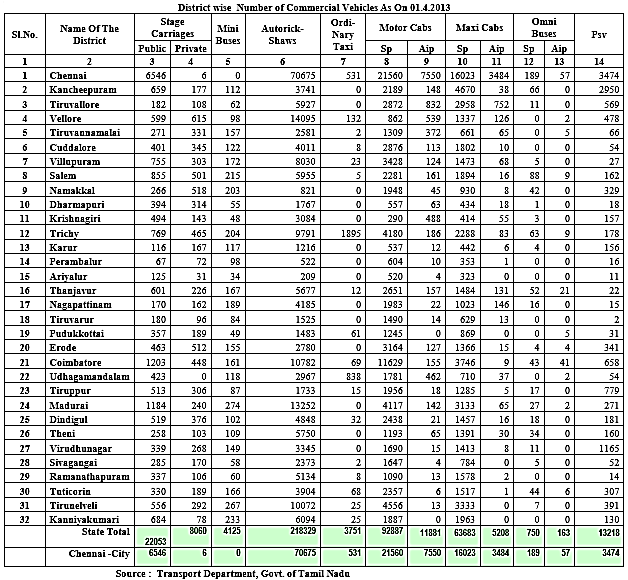 District wise Number of Commercial Vehicles As On 01.4.2013
Sl.No. Name Of The District Stage Carriages Mini Buses Autorick-Shaws Ordi-Nary Taxi Motor Cabs Maxi Cabs Omni Buses Psv
Public Private Sp Aip Sp Aip Sp Aip
1 2 3 4 5 6 7 8 9 10 11 12 13 14
1 Chennai 6546 6 0 70675 531 21560 7550 16023 3484 189 57 3474
2 Kancheepuram 659 177 112 3741 0 2189 148 4670 38 66 0 2950
3 Tiruvallore 182 108 62 5927 0 2872 832 2958 752 11 0 569
4 Vellore 599 615 98 14095 132 862 539 1337 126 0 2 478
5 Tiruvannamalai 271 331 157 2581 2 1309 372 661 65 0 5 66
6 Cuddalore 401 345 122 4011 8 2876 113 1802 10 0 0 54
7 Villupuram 755 303 172 8030 23 3428 124 1473 68 5 0 27
8 Salem 855 501 215 5955 5 2281 161 1894 16 88 9 162
9 Namakkal 266 518 203 821 0 1948 45 930 8 42 0 329
10 Dharmapuri 394 314 55 1767 0 557 63 434 18 1 0 18
11 Krishnagiri 494 143 48 3084 0 290 488 414 55 3 0 157
12 Trichy 769 465 204 9791 1895 4180 186 2288 83 63 9 178
13 Karur 116 167 117 1216 0 537 12 442 6 4 0 156
14 Perambalur 67 72 98 522 0 604 10 353 1 0 0 16
15 Ariyalur 125 31 34 209 0 520 4 323 0 0 0 11
16 Thanjavur 601 226 167 5677 12 2651 157 1484 131 52 21 22
17 Nagapattinam 170 162 189 4185 0 1983 22 1023 146 16 0 15
18 Tiruvarur 180 96 84 1525 0 1490 14 629 13 0 0 2
19 Pudukkottai 357 189 49 1483 61 1245 0 869 0 0 5 31
20 Erode 463 512 155 2780 0 3164 127 1366 15 4 4 341
21 Coimbatore 1203 448 161 10782 69 11629 155 3746 9 43 41 658
22 Udhagamandalam 423 0 118 2967 838 1781 462 710 37 0 2 54
23 Tiruppur 513 306 87 1733 15 1956 18 1285 5 17 0 779
24 Madurai 1184 240 274 13252 0 4117 142 3133 65 27 2 271
25 Dindigul 519 376 102 4848 32 2438 21 1457 16 18 0 181
26 Theni 258 103 109 5750 0 1193 65 1391 30 34 0 160
27 Virudhunagar 339 268 149 3345 0 1690 15 1413 8 11 0 1165
28 Sivagangai 285 170 58 2373 2 1647 4 784 0 5 0 52
29 Ramanathapuram 337 106 60 5134 8 1090 13 1578 2 0 0 14
30 Tuticorin 330 189 166 3904 68 2357 6 1517 1 44 6 307
31 Tirunelveli 556 292 267 10072 25 4556 13 3333 0 7 0 391
32 Kanniyakumari 684 78 233 6094 25 1887 0 1963 0 0 0 130
State Total 22053 8060 4125 218329 3751 92887 11881 63683 5208 750 163 13218
Chennai -City 6546 6 0 70675 531 21560 7550 16023 3484 189 57 3474
Source : Transport Department, Govt. of Tamil Nadu